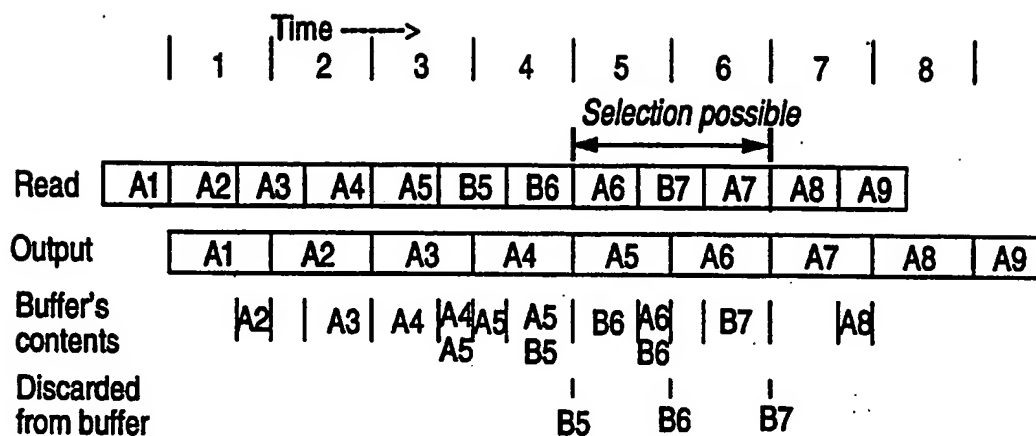 Time ------>
1 2 3 4 5 6 7 8
Selection possible
Read A1 A2 A3 A4 A5 B5 B6 A6 B7 A7 A8 A9
Output A1 A2 A3 A4 A5 A6 A7 A8 A9
Buffer's A2 A3 A4 A4 A5 A5 B6 A6 B7 A8
contents A5 B5 B6
Discarded
from buffer B5 B6 B7